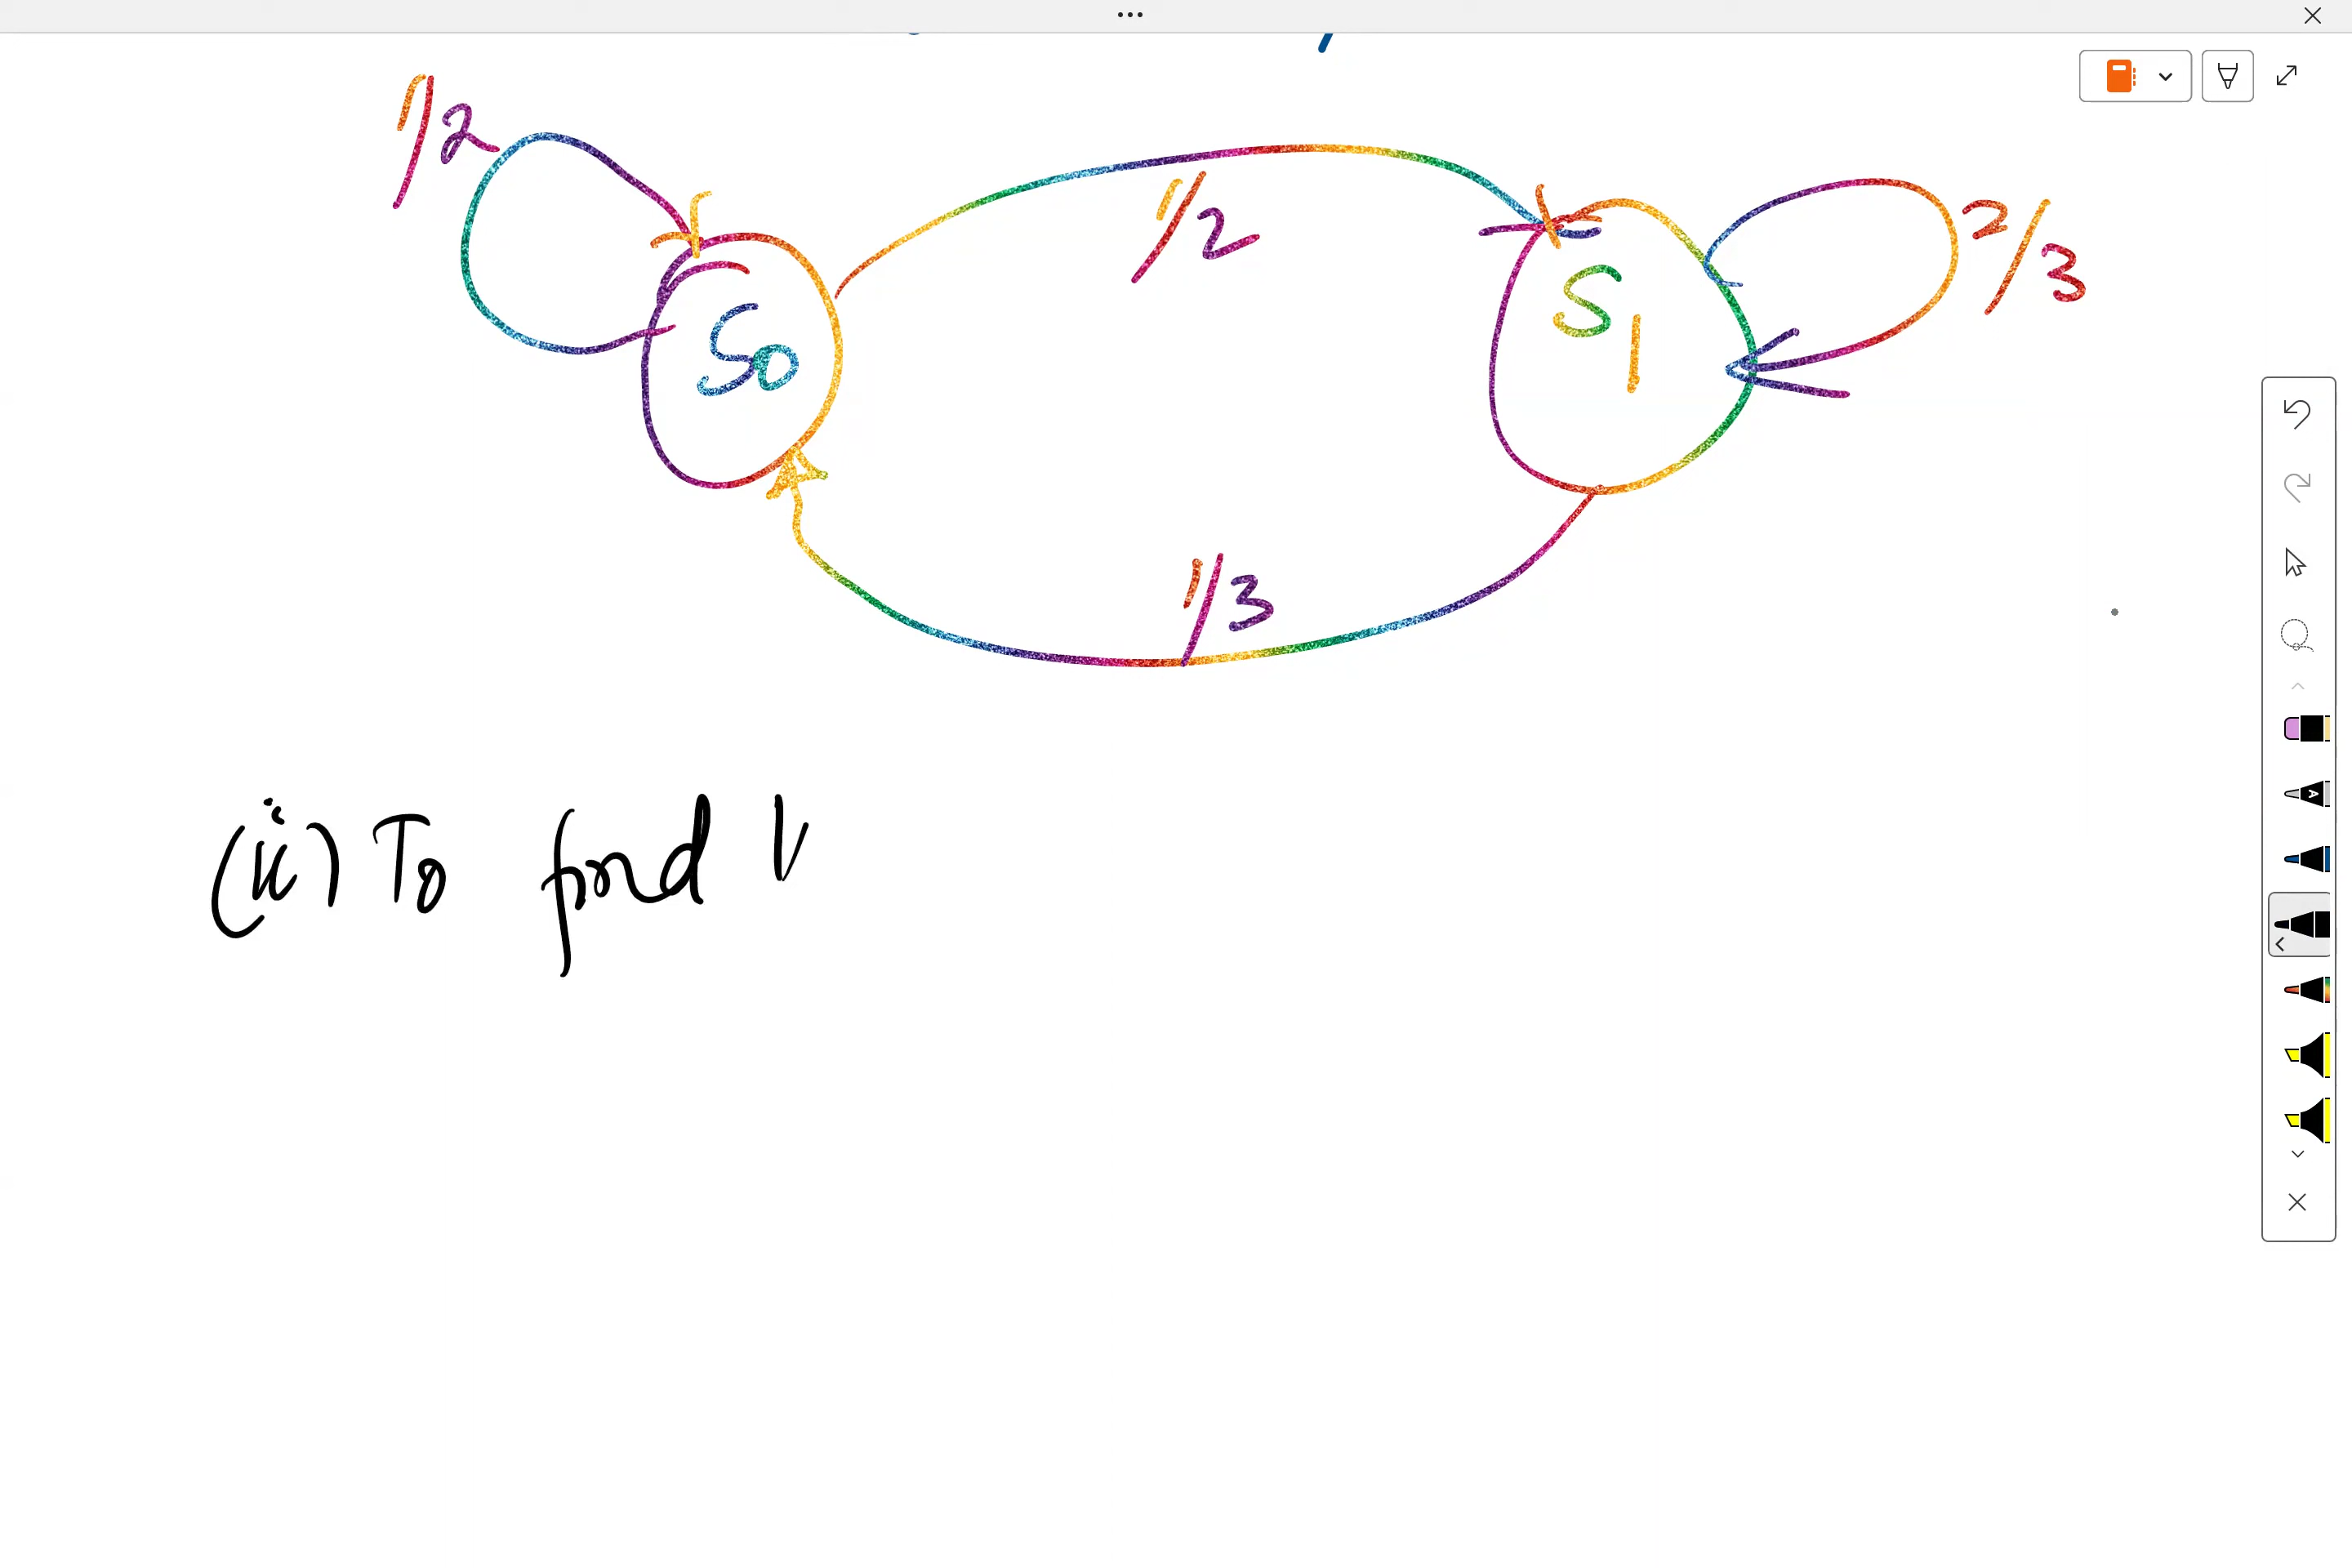 1/2
1/2
2/3
S0
S1
1/3
(ii) To find